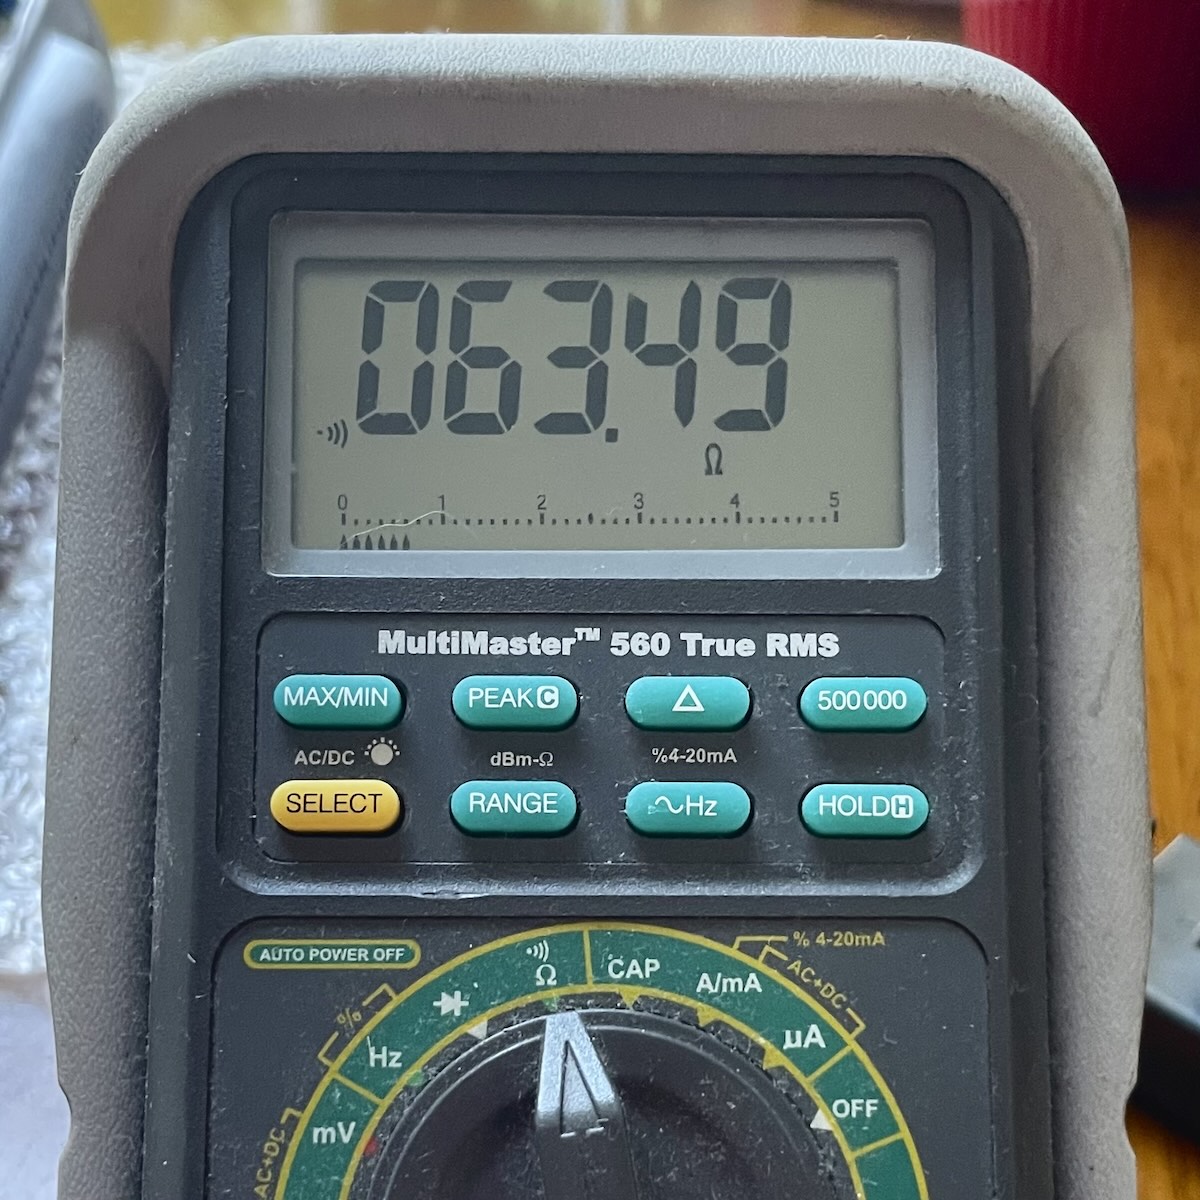 063.49
Ω
0 1 2 3 4 5
MultiMaster™ 560 True RMS
MAX/MIN PEAK C △ 500000
AC/DC dBm-Ω %4-20mA
SELECT RANGE ~Hz HOLD H
AUTO POWER OFF
% 4-20mA
Ω CAP A/mA AC+DC
%
Hz µA
mV OFF
AC+DC